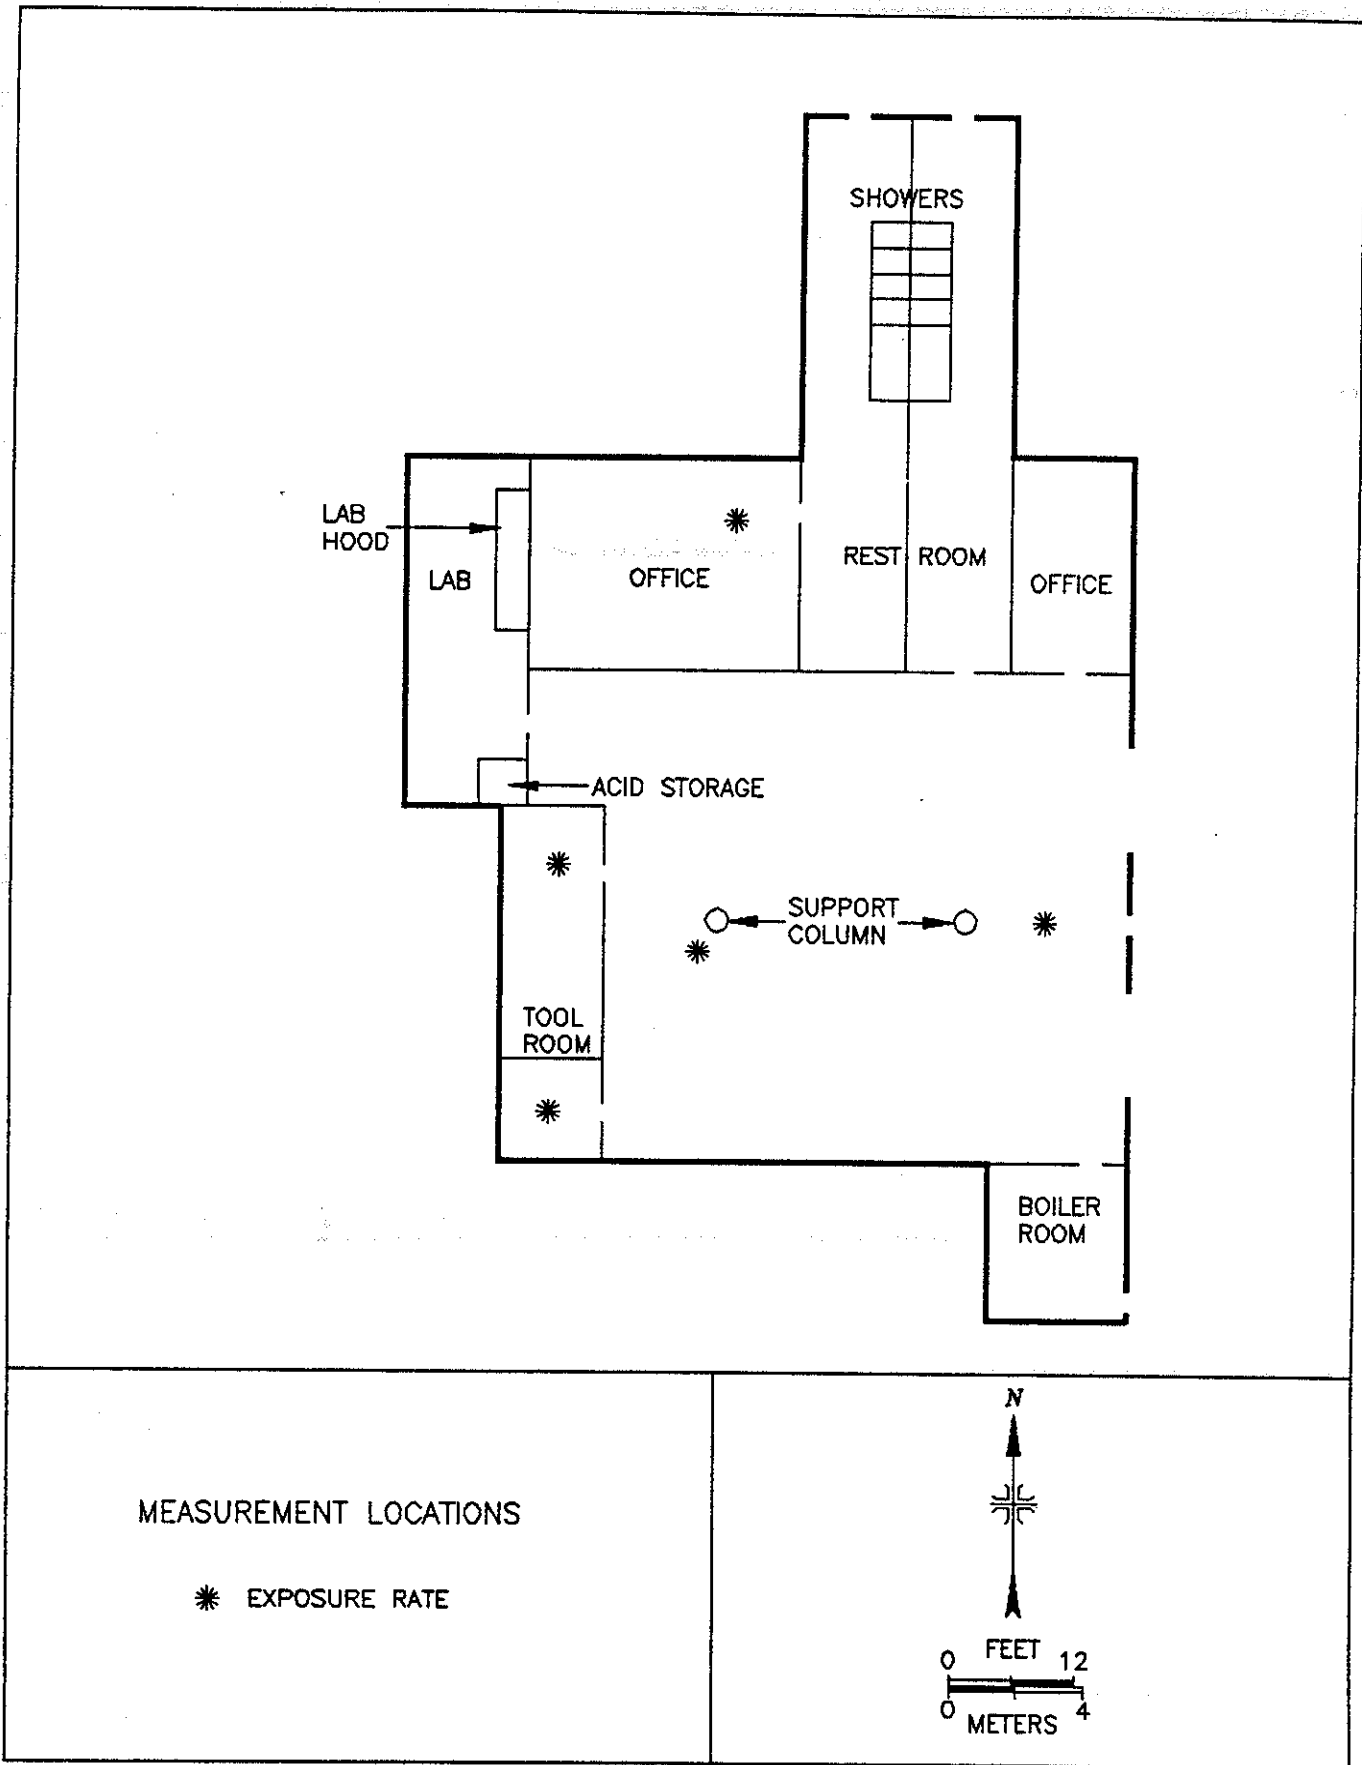 SHOWERS
LAB
HOOD
LAB
OFFICE
REST ROOM
OFFICE
ACID STORAGE
SUPPORT
COLUMN
TOOL
ROOM
BOILER
ROOM
MEASUREMENT LOCATIONS
EXPOSURE RATE
N
FEET
0 12
0 4
METERS